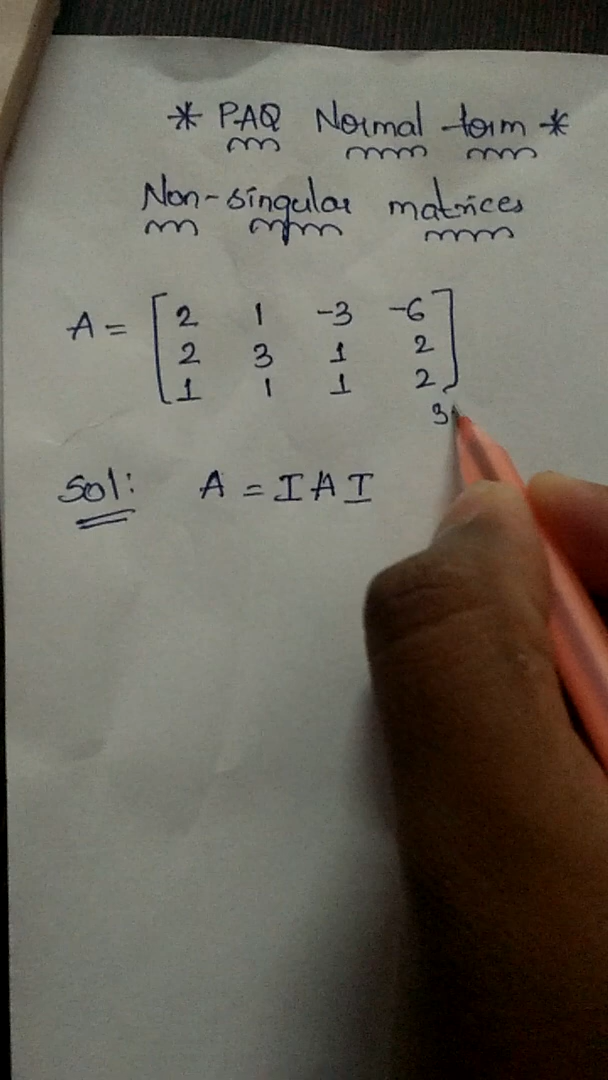 * PAQ Normal form *
Non-singular matrices
A = [ 2 1 -3 -6
2 3 1 2
1 1 1 2 ]
3
Sol: A = I A I